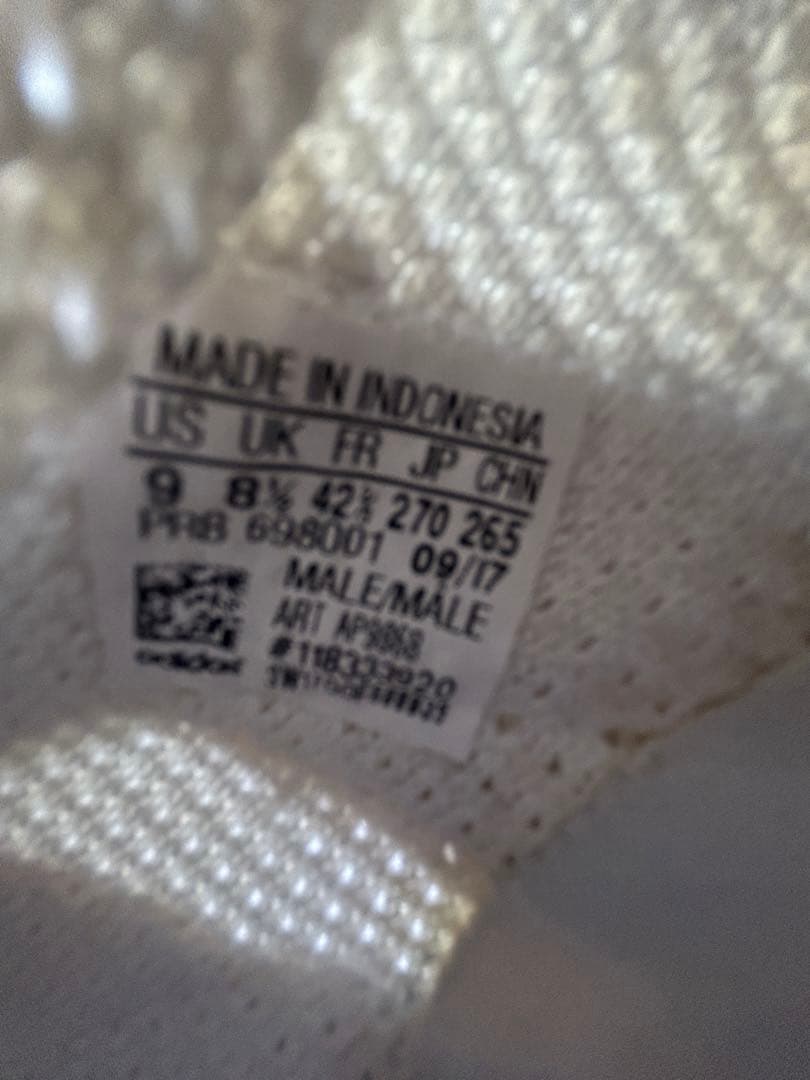 MADE IN INDONESIA
US UK FR JP CHN
9 8½ 42⅔ 270 265
PRB 698001 09/17
MALE/MALE
ART AP9868
#118333920
adidas